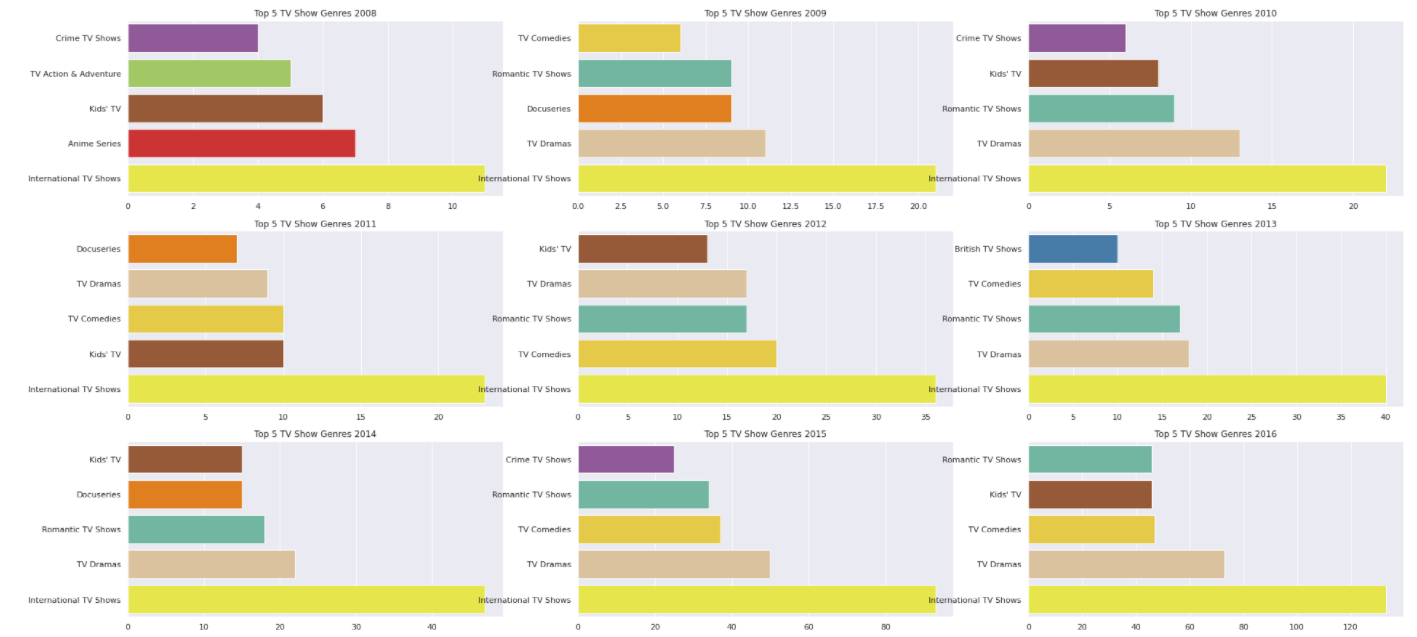 Top 5 TV Show Genres 2008
Crime TV Shows
TV Action & Adventure
Kids' TV
Anime Series
International TV Shows
0 2 4 6 8 10
Top 5 TV Show Genres 2009
TV Comedies
Romantic TV Shows
Docuseries
TV Dramas
International TV Shows
0.0 2.5 5.0 7.5 10.0 12.5 15.0 17.5 20.0
Top 5 TV Show Genres 2010
Crime TV Shows
Kids' TV
Romantic TV Shows
TV Dramas
International TV Shows
0 5 10 15 20
Top 5 TV Show Genres 2011
Docuseries
TV Dramas
TV Comedies
Kids' TV
International TV Shows
0 5 10 15 20
Top 5 TV Show Genres 2012
Kids' TV
TV Dramas
Romantic TV Shows
TV Comedies
International TV Shows
0 5 10 15 20 25 30 35
Top 5 TV Show Genres 2013
British TV Shows
TV Comedies
Romantic TV Shows
TV Dramas
International TV Shows
0 5 10 15 20 25 30 35 40
Top 5 TV Show Genres 2014
Kids' TV
Docuseries
Romantic TV Shows
TV Dramas
International TV Shows
0 10 20 30 40
Top 5 TV Show Genres 2015
Crime TV Shows
Romantic TV Shows
TV Comedies
TV Dramas
International TV Shows
0 20 40 60 80
Top 5 TV Show Genres 2016
Romantic TV Shows
Kids' TV
TV Comedies
TV Dramas
International TV Shows
0 20 40 60 80 100 120